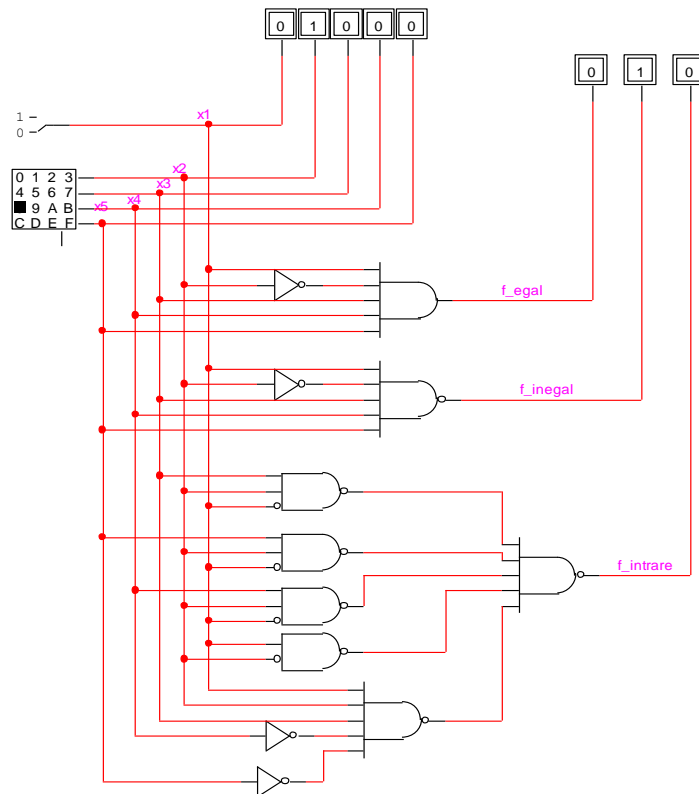 0 1 0 0 0
0 1 0
1
0
x1
x2
x3
x4
x5
0 1 2 3
4 5 6 7
9 A B
C D E F
f_egal
f_inegal
f_intrare